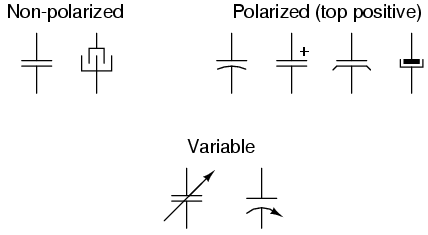 Non-polarized
Polarized (top positive)
+
Variable